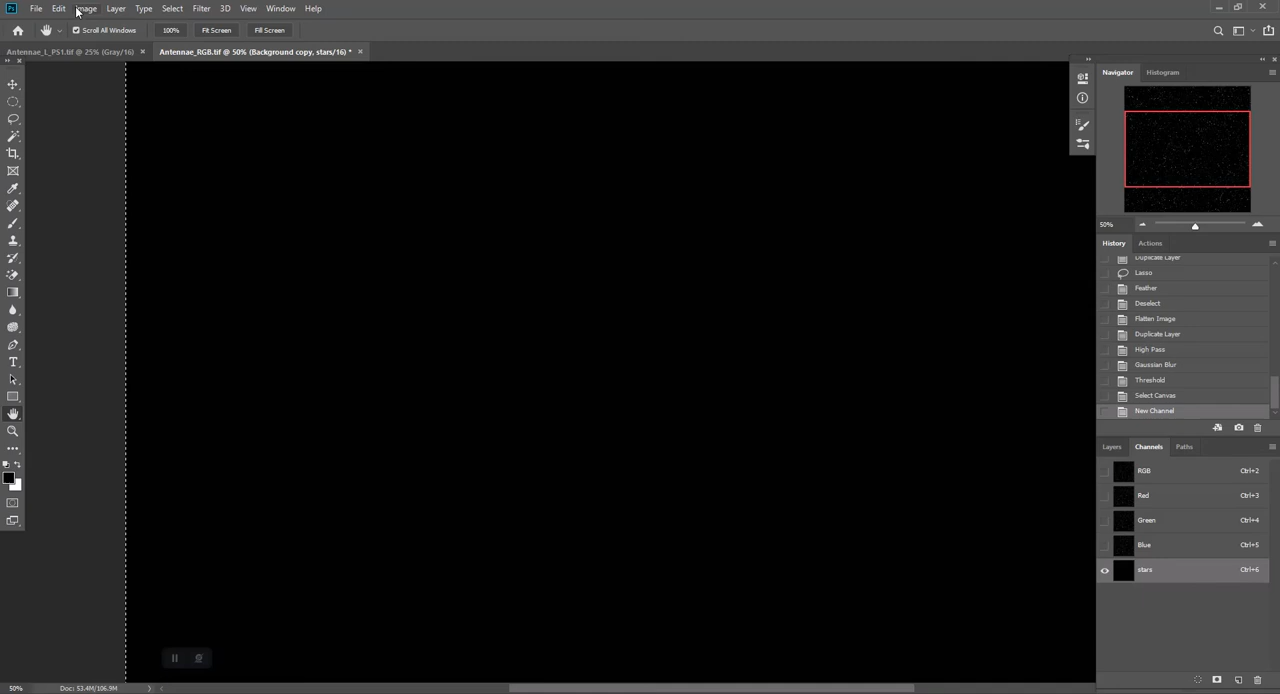 Ps File Edit Image Layer Type Select Filter 3D View Window Help
Scroll All Windows 100% Fit Screen Fill Screen
Antennae_L_PS1.tif @ 25% (Gray/16) × Antennae_RGB.tif @ 50% (Background copy, stars/16) * ×
Navigator Histogram
50%
History Actions
Duplicate Layer
Lasso
Feather
Deselect
Flatten Image
Duplicate Layer
High Pass
Gaussian Blur
Threshold
Select Canvas
New Channel
Layers Channels Paths
RGB Ctrl+2
Red Ctrl+3
Green Ctrl+4
Blue Ctrl+5
stars Ctrl+6
50% Doc: 53.4M/106.9M